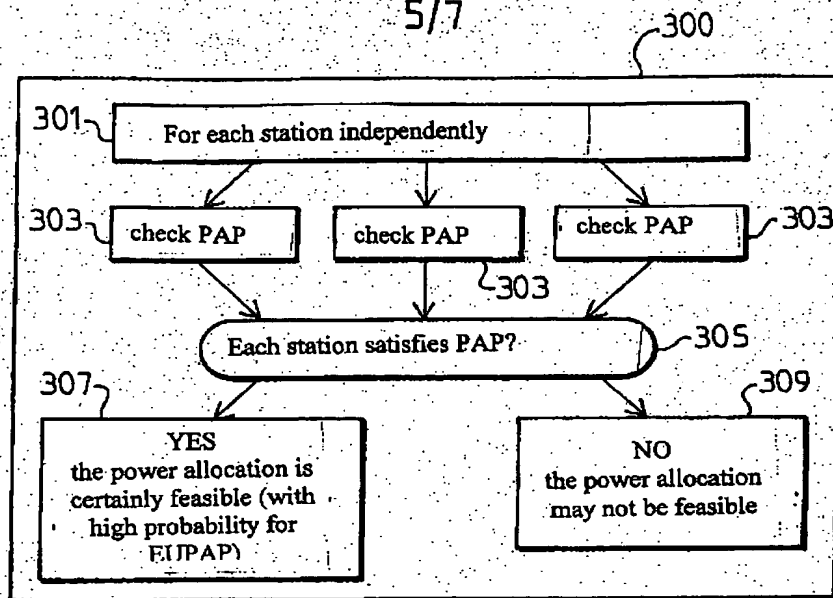 5/7
300
301
For each station independently
303
check PAP
check PAP
check PAP
303
303
Each station satisfies PAP?
305
307
309
YES
the power allocation is
certainly feasible (with
high probability for
NO
the power allocation
may not be feasible